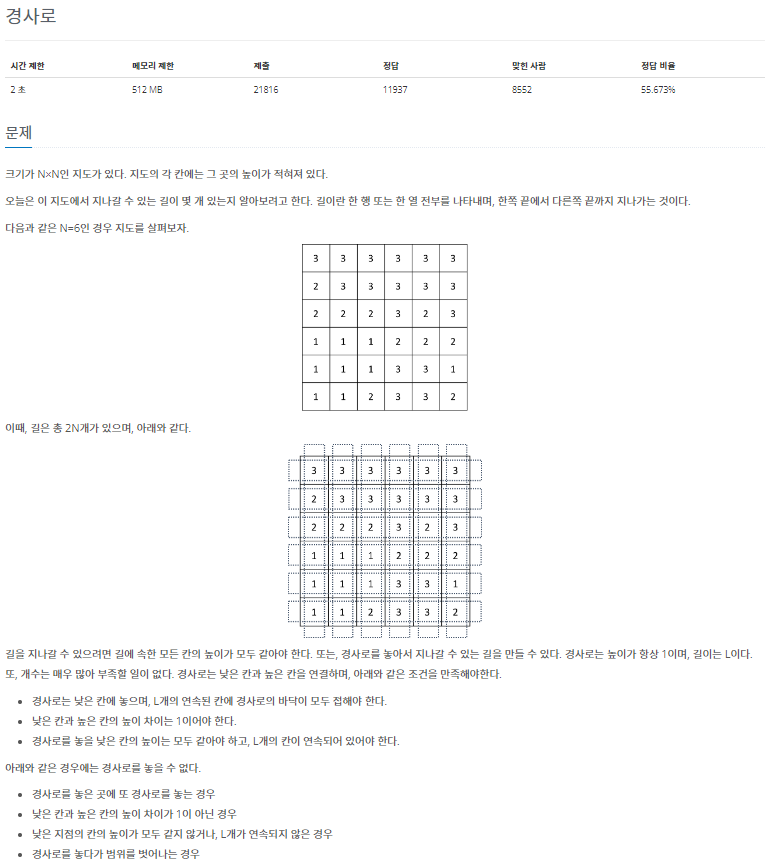 경사로
시간 제한 메모리 제한 제출 정답 맞힌 사람 정답 비율
2 초 512 MB 21816 11937 8552 55.673%
문제
크기가 N×N인 지도가 있다. 지도의 각 칸에는 그 곳의 높이가 적혀져 있다.
오늘은 이 지도에서 지나갈 수 있는 길이 몇 개 있는지 알아보려고 한다. 길이란 한 행 또는 한 열 전부를 나타내며, 한쪽 끝에서 다른쪽 끝까지 지나가는 것이다.
다음과 같은 N=6인 경우 지도를 살펴보자.
3 3 3 3 3 3
2 3 3 3 3 3
2 2 2 3 2 3
1 1 1 2 2 2
1 1 1 3 3 1
1 1 2 3 3 2
이때, 길은 총 2N개가 있으며, 아래와 같다.
3 3 3 3 3 3
2 3 3 3 3 3
2 2 2 3 2 3
1 1 1 2 2 2
1 1 1 3 3 1
1 1 2 3 3 2
길을 지나갈 수 있으려면 길에 속한 모든 칸의 높이가 모두 같아야 한다. 또는, 경사로를 놓아서 지나갈 수 있는 길을 만들 수 있다. 경사로는 높이가 항상 1이며, 길이는 L이다.
또, 개수는 매우 많아 부족할 일이 없다. 경사로는 낮은 칸과 높은 칸을 연결하며, 아래와 같은 조건을 만족해야한다.
• 경사로는 낮은 칸에 놓으며, L개의 연속된 칸에 경사로의 바닥이 모두 접해야 한다.
• 낮은 칸과 높은 칸의 높이 차이는 1이어야 한다.
• 경사로를 놓을 낮은 칸의 높이는 모두 같아야 하고, L개의 칸이 연속되어 있어야 한다.
아래와 같은 경우에는 경사로를 놓을 수 없다.
• 경사로를 놓은 곳에 또 경사로를 놓는 경우
• 낮은 칸과 높은 칸의 높이 차이가 1이 아닌 경우
• 낮은 지점의 칸의 높이가 모두 같지 않거나, L개가 연속되지 않은 경우
• 경사로를 놓다가 범위를 벗어나는 경우